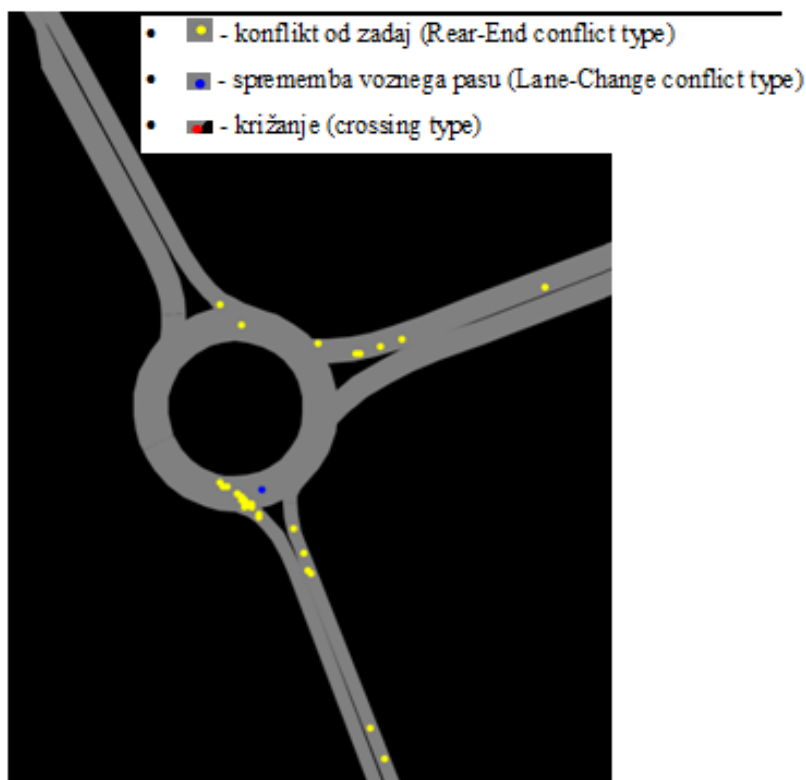 • - konflikt od zadaj (Rear-End conflict type)
• - sprememba voznega pasu (Lane-Change conflict type)
• - križanje (crossing type)